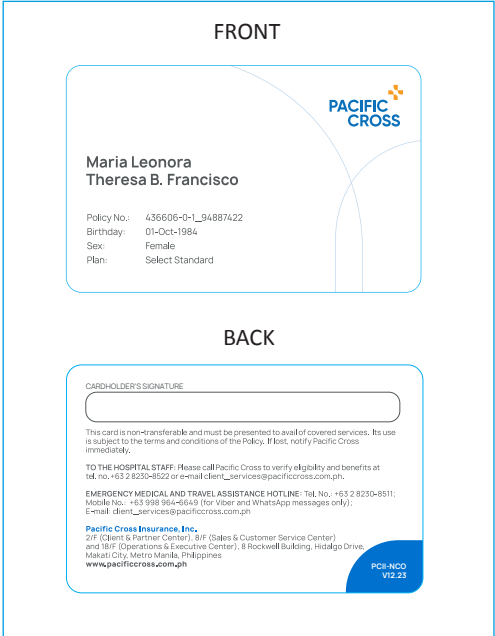 FRONT
PACIFIC
CROSS
Maria Leonora
Theresa B. Francisco
Policy No.: 436606-0-1_94887422
Birthday: 01-Oct-1984
Sex: Female
Plan: Select Standard
BACK
CARDHOLDER'S SIGNATURE
This card is non-transferable and must be presented to avail of covered services. Its use
is subject to the terms and conditions of the Policy. If lost, notify Pacific Cross
immediately.
TO THE HOSPITAL STAFF: Please call Pacific Cross to verify eligibility and benefits at
tel. no. +63 2 8230-8522 or e-mail client_services@pacificcross.com.ph.
EMERGENCY MEDICAL AND TRAVEL ASSISTANCE HOTLINE: Tel. No.: +63 2 8230-8511;
Mobile No.: +63 998 964-6649 (for Viber and WhatsApp messages only);
E-mail: client_services@pacificcross.com.ph
Pacific Cross Insurance, Inc.
2/F (Client & Partner Center), 8/F (Sales & Customer Service Center)
and 18/F (Operations & Executive Center), 8 Rockwell Building, Hidalgo Drive,
Makati City, Metro Manila, Philippines
www.pacificcross.com.ph
PCII-NCO
V12.23